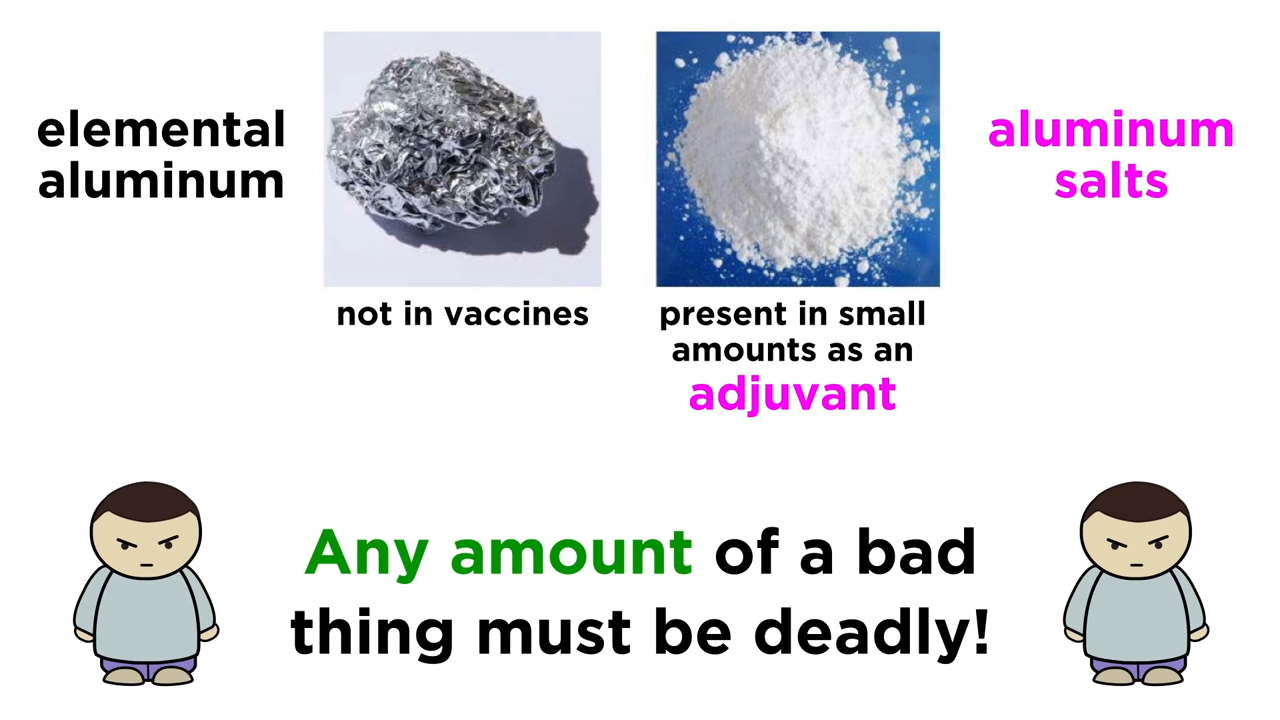 elemental
aluminum
aluminum
salts
not in vaccines
present in small
amounts as an
adjuvant
Any amount of a bad
thing must be deadly!